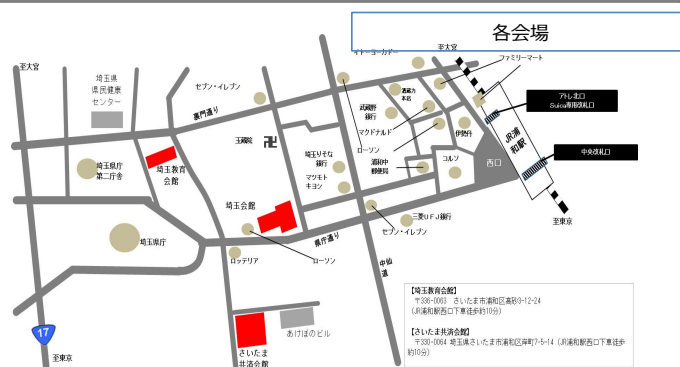 各会場
至大宮
埼玉県
県民健康
センター
セブン・イレブン
イトーヨーカドー
至大宮
ファミリーマート
裏門通り
武蔵野
銀行
マクドナルド
ローソン
伊勢丹
アトレ北口
Suica専用改札口
JR浦和駅
中央改札口
玉蔵院
卍
埼玉りそな
銀行
マツモト
キヨシ
浦和中
郵便局
コルソ
西口
埼玉県庁
第二庁舎
埼玉教育
会館
埼玉会館
埼玉県庁
県庁通り
三菱UFJ銀行
セブン・イレブン
ロッテリア
ローソン
中仙道
至東京
17
至東京
さいたま
共済会館
あけぼのビル
【埼玉教育会館】
〒336-0063 さいたま市浦和区高砂3-12-24
(JR浦和駅西口下車徒歩約10分)
【さいたま共済会館】
〒330-0064 埼玉県さいたま市浦和区岸町7-5-14 (JR浦和駅西口下車徒歩
約10分)